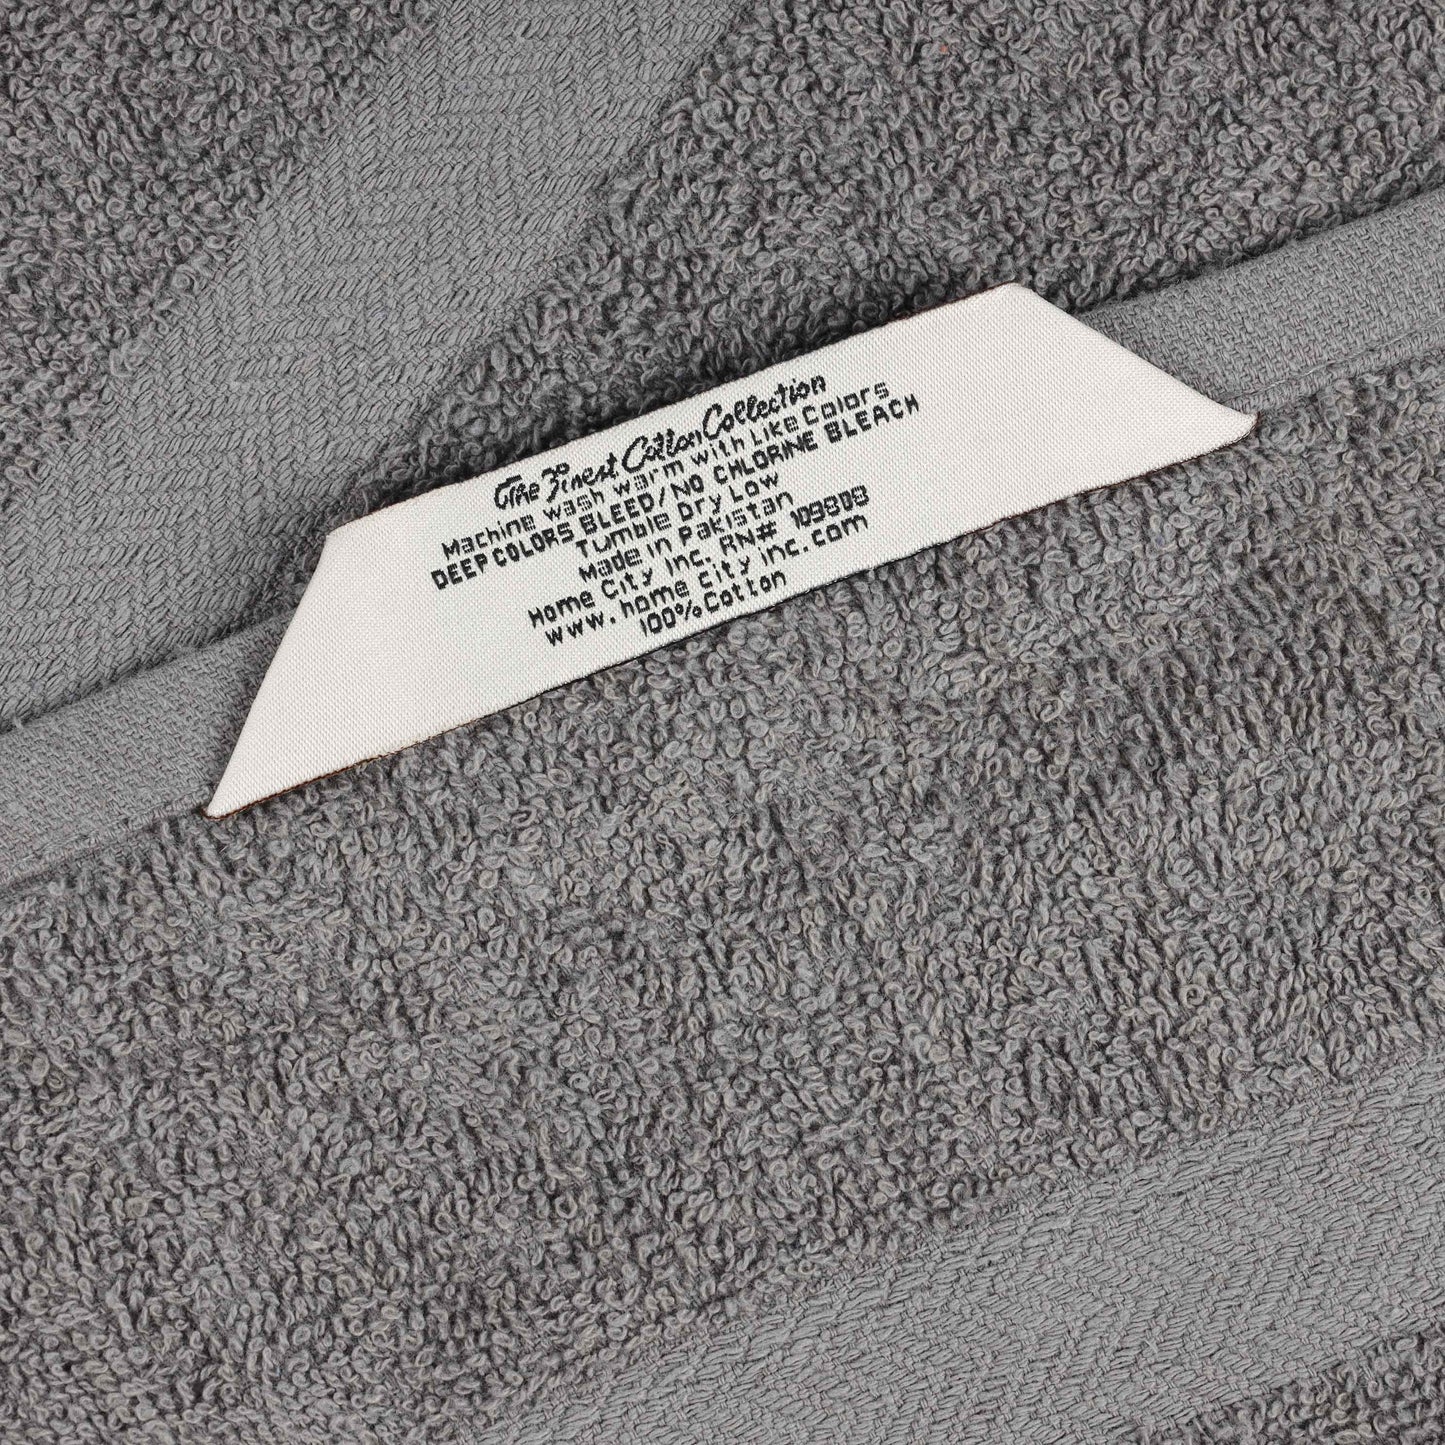 The Finest Cotton Collection
Machine wash warm with Like Colors
DEEP COLORS BLEED/NO CHLORINE BLEACH
Tumble Dry Low
Made in Pakistan
Home City Inc. RN# 109808
www.home City inc.com
100% Cotton